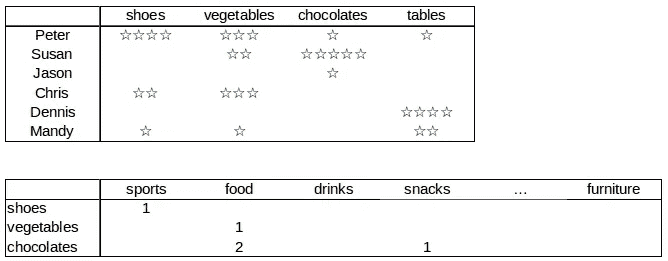 shoes vegetables chocolates tables
Peter ☆☆☆☆ ☆☆☆ ☆ ☆
Susan ☆☆ ☆☆☆☆☆
Jason ☆
Chris ☆☆ ☆☆☆
Dennis ☆☆☆☆
Mandy ☆ ☆ ☆☆
sports food drinks snacks ... furniture
shoes 1
vegetables 1
chocolates 2 1